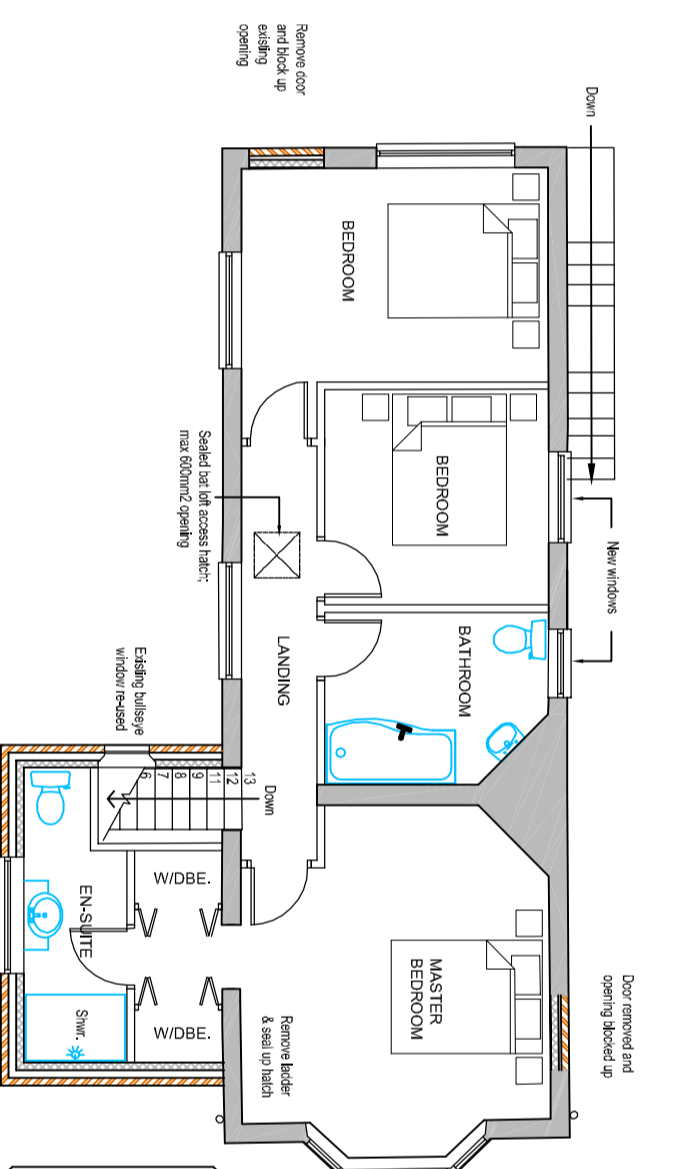 Remove door
and block up
existing
opening
Down
BEDROOM
BEDROOM
Sealed bat loft access hatch;
max 600mm2 opening
New windows
BATHROOM
LANDING
Existing bullseye
window re-used
13
12
11
9
8
7
6
Down
W/DBE.
EN-SUITE
W/DBE.
Shwr.
MASTER
BEDROOM
Door removed and
opening blocked up
Remove ladder
& seal up hatch